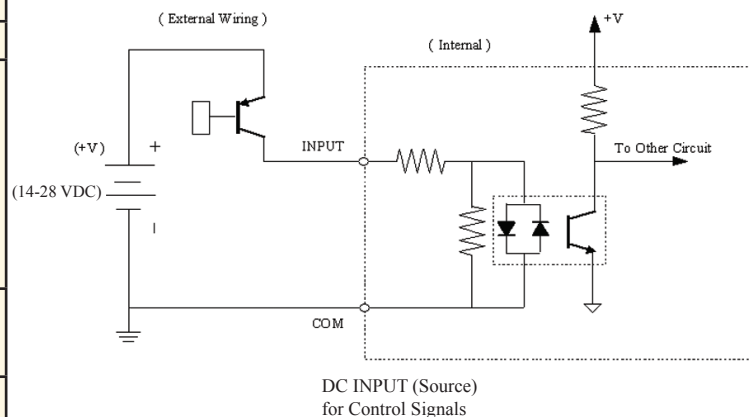 ( External Wiring )
+V
( Internal )
(+V)
+
INPUT
To Other Circuit
(14-28 VDC)
–
COM
DC INPUT (Source)
for Control Signals